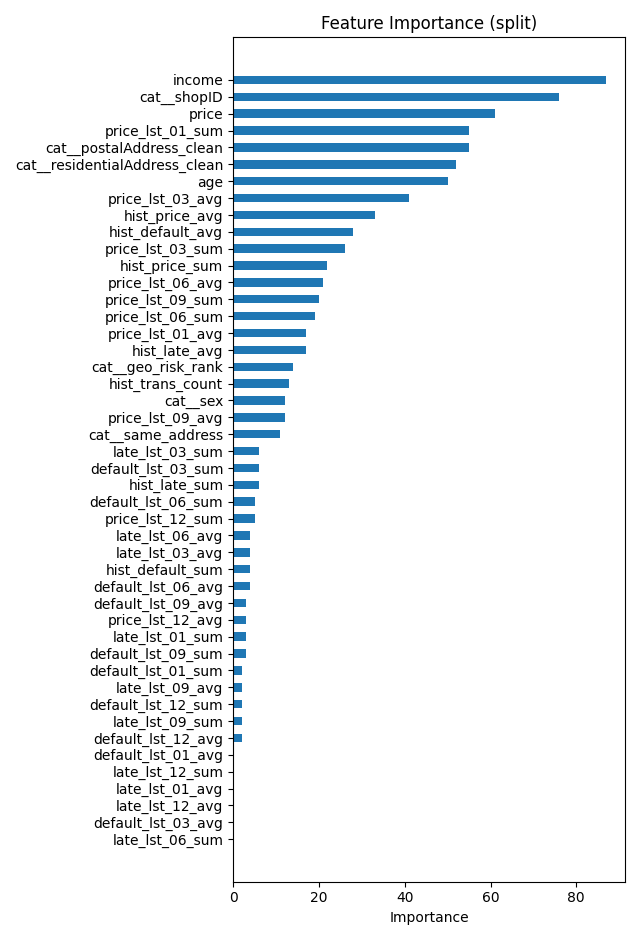 Feature Importance (split)
income
cat__shopID
price
price_lst_01_sum
cat__postalAddress_clean
cat__residentialAddress_clean
age
price_lst_03_avg
hist_price_avg
hist_default_avg
price_lst_03_sum
hist_price_sum
price_lst_06_avg
price_lst_09_sum
price_lst_06_sum
price_lst_01_avg
hist_late_avg
cat__geo_risk_rank
hist_trans_count
cat__sex
price_lst_09_avg
cat__same_address
late_lst_03_sum
default_lst_03_sum
hist_late_sum
default_lst_06_sum
price_lst_12_sum
late_lst_06_avg
late_lst_03_avg
hist_default_sum
default_lst_06_avg
default_lst_09_avg
price_lst_12_avg
late_lst_01_sum
default_lst_09_sum
default_lst_01_sum
late_lst_09_avg
default_lst_12_sum
late_lst_09_sum
default_lst_12_avg
default_lst_01_avg
late_lst_12_sum
late_lst_01_avg
late_lst_12_avg
default_lst_03_avg
late_lst_06_sum
0 20 40 60 80
Importance